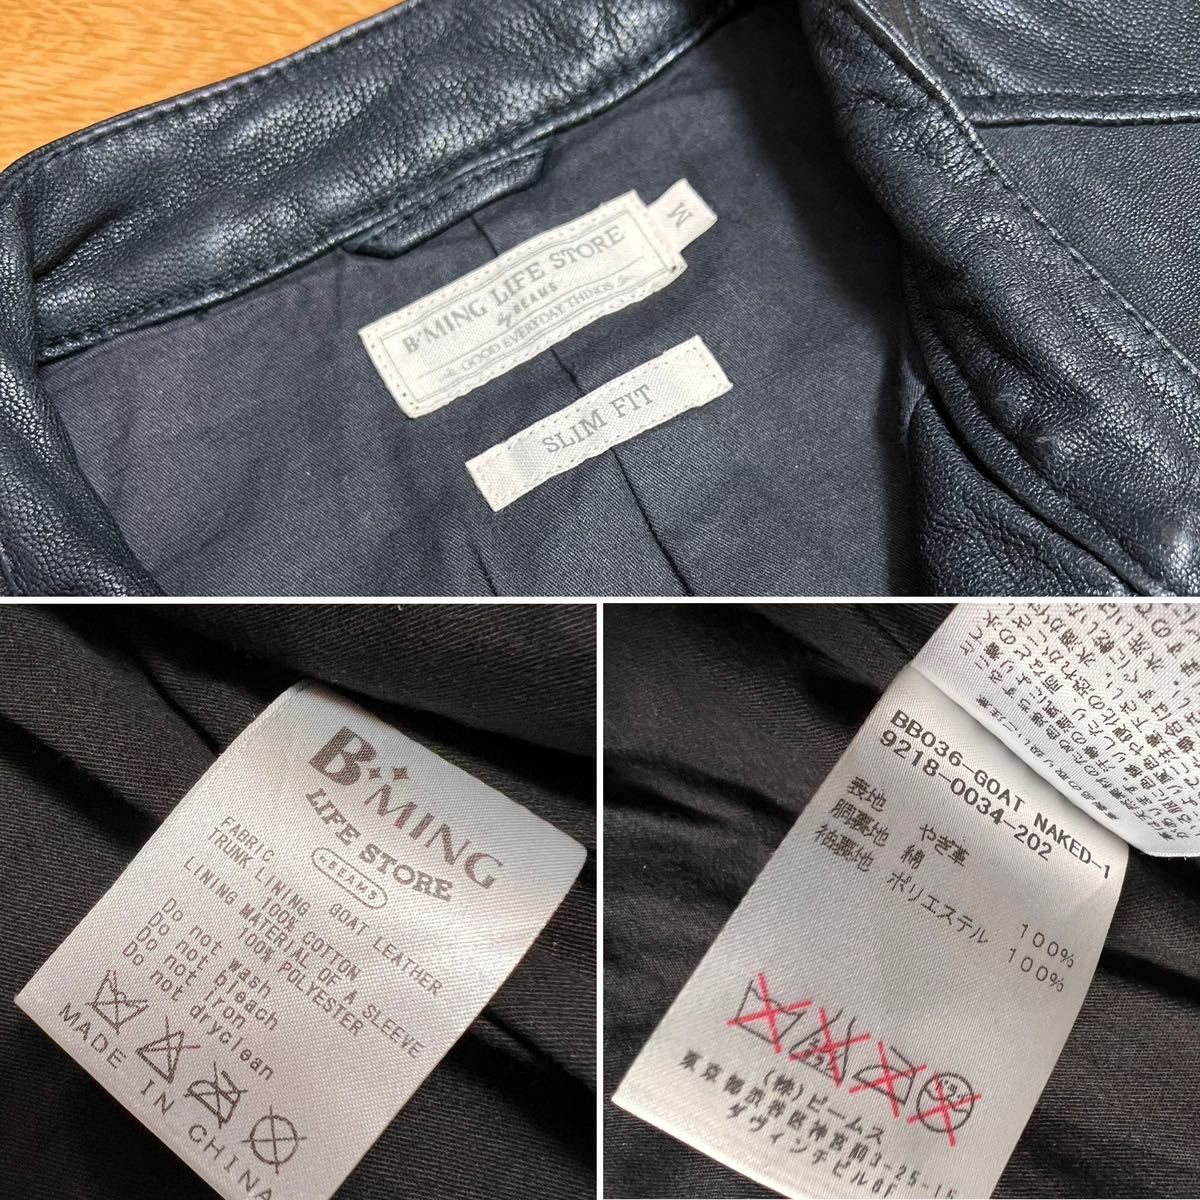 B·MING LIFE STORE
by BEAMS
GOOD EVERYDAY THINGS
M
SLIM FIT
B·MING
LIFE STORE
BEAMS
FABRIC GOAT LEATHER
TRUNK LINING
100% COTTON
LINING MATERIAL OF A SLEEVE
100% POLYESTER
Do not wash
Do not bleach
Do not iron
Do not dryclean
MADE IN CHINA
BB036-GOAT NAKED-1
9218-0034-202
表地 やぎ革
胴裏地 綿 100%
袖裏地 ポリエステル 100%
(株)ビームス
東京都渋谷区神宮前3-25-15
ダヴィンチビル6F